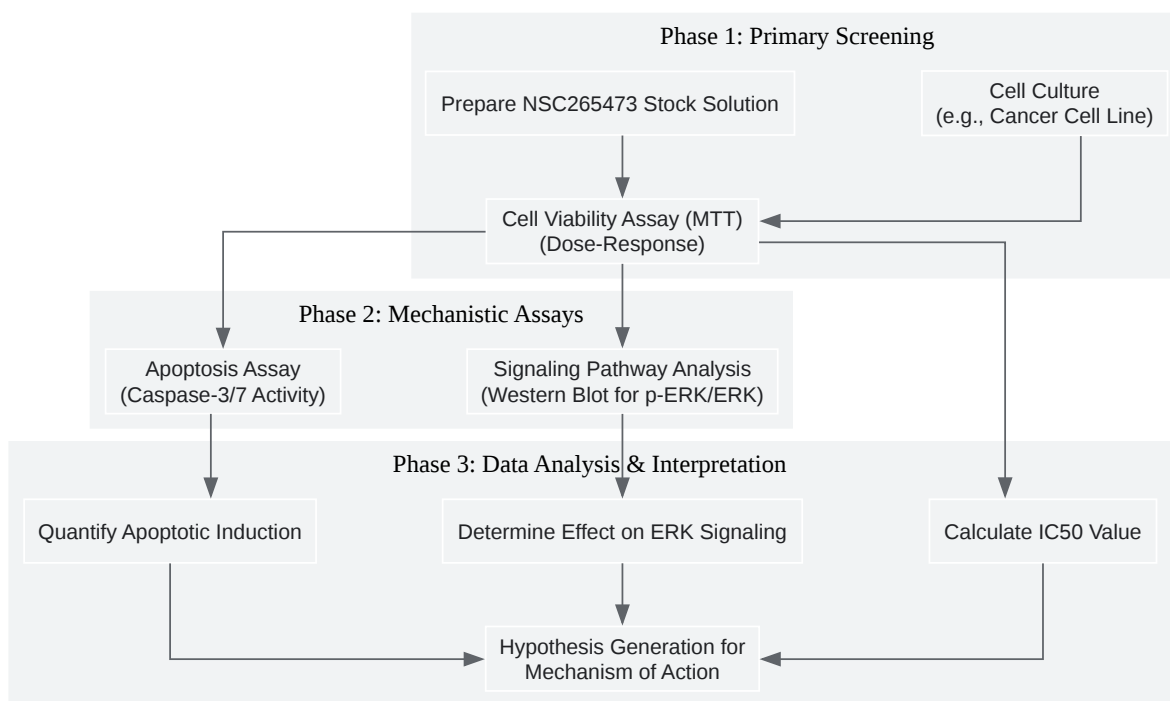 Phase 1: Primary Screening
Prepare NSC265473 Stock Solution
Cell Culture
(e.g., Cancer Cell Line)
Cell Viability Assay (MTT)
(Dose-Response)
Phase 2: Mechanistic Assays
Apoptosis Assay
(Caspase-3/7 Activity)
Signaling Pathway Analysis
(Western Blot for p-ERK/ERK)
Phase 3: Data Analysis & Interpretation
Quantify Apoptotic Induction
Determine Effect on ERK Signaling
Calculate IC50 Value
Hypothesis Generation for
Mechanism of Action